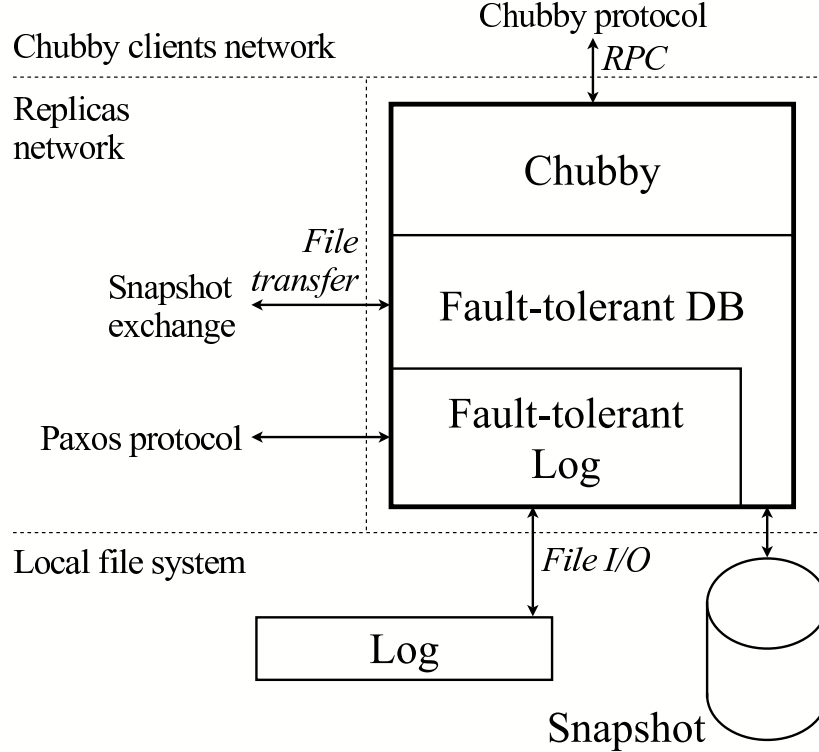 Chubby protocol
Chubby clients network
RPC
Replicas
network
Chubby
File
transfer
Snapshot
exchange
Fault-tolerant DB
Paxos protocol
Fault-tolerant
Log
Local file system
File I/O
Log
Snapshot